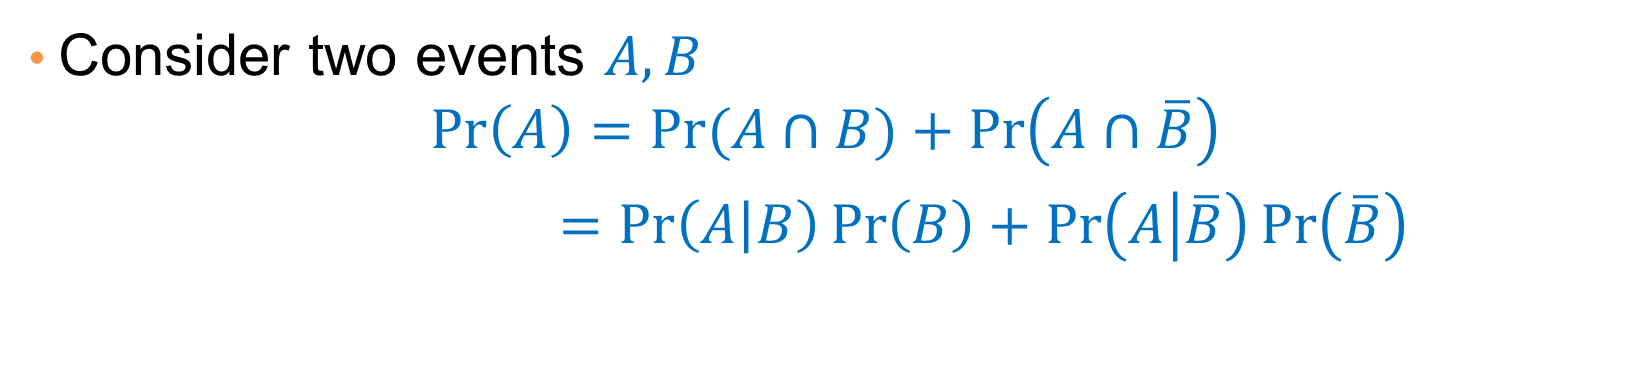 • Consider two events A, B
Pr(A) = Pr(A ∩ B) + Pr(A ∩ B̅)
= Pr(A|B) Pr(B) + Pr(A|B̅) Pr(B̅)